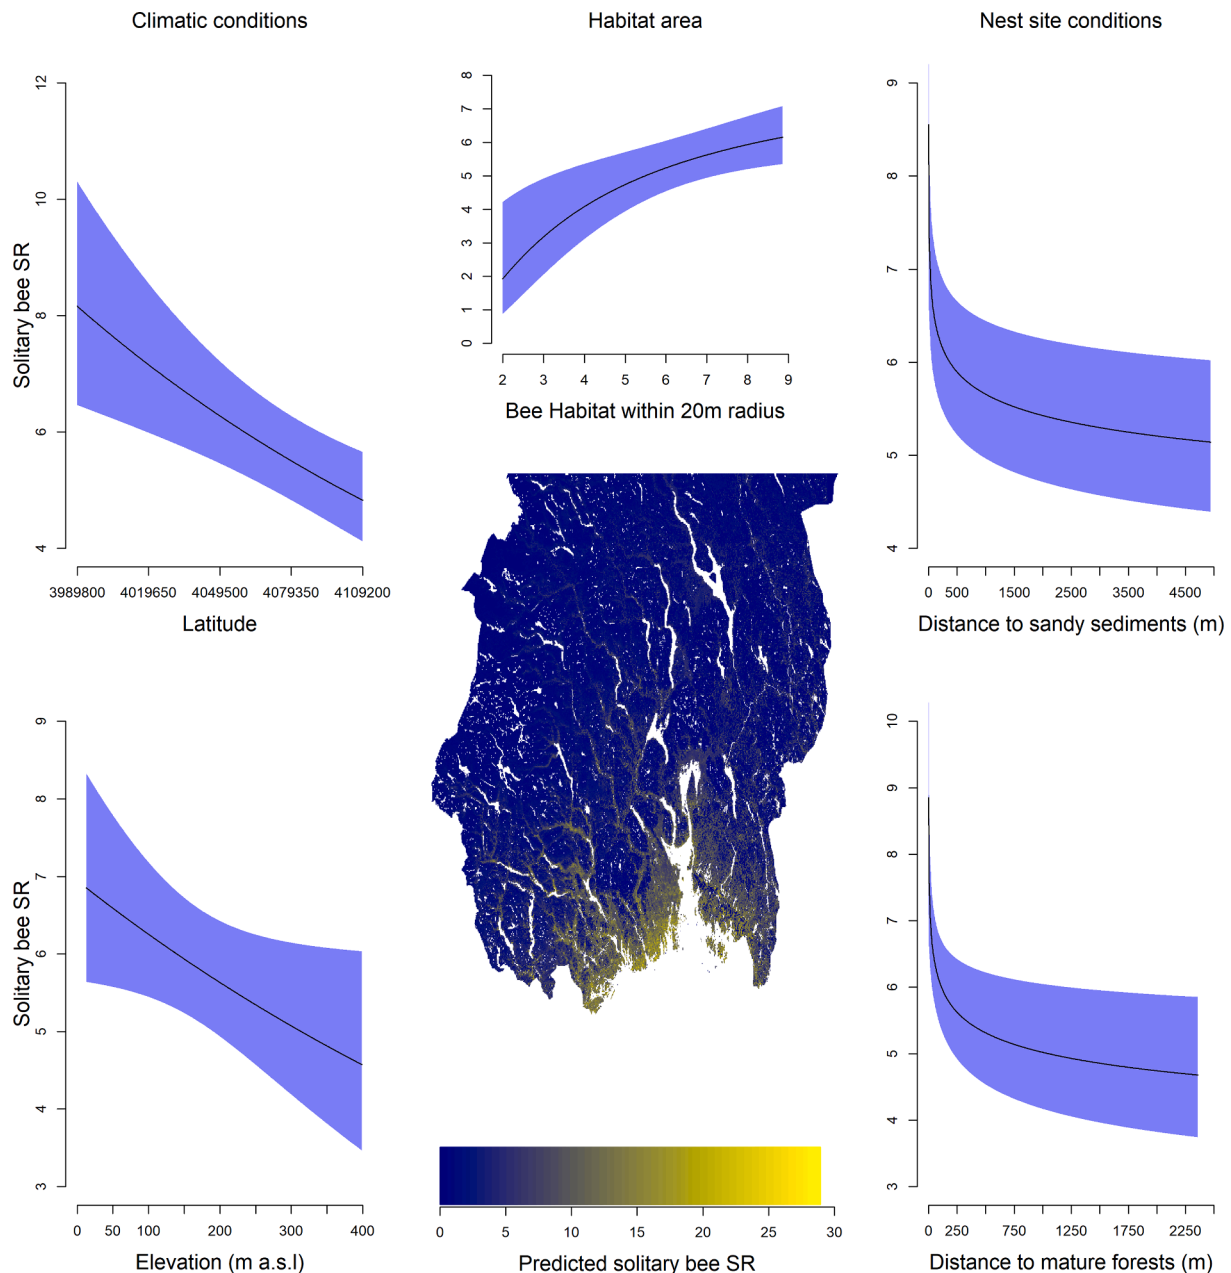 Climatic conditions
Habitat area
Nest site conditions
Solitary bee SR
12
10
8
6
4
3989800 4019650 4049500 4079350 4109200
Latitude
8
7
6
5
4
3
2
1
0
2 3 4 5 6 7 8 9
Bee Habitat within 20m radius
9
8
7
6
5
4
0 500 1500 2500 3500 4500
Distance to sandy sediments (m)
Solitary bee SR
9
8
7
6
5
4
3
0 50 100 200 300 400
Elevation (m a.s.l)
0 5 10 15 20 25 30
Predicted solitary bee SR
10
9
8
7
6
5
4
3
0 250 750 1250 1750 2250
Distance to mature forests (m)